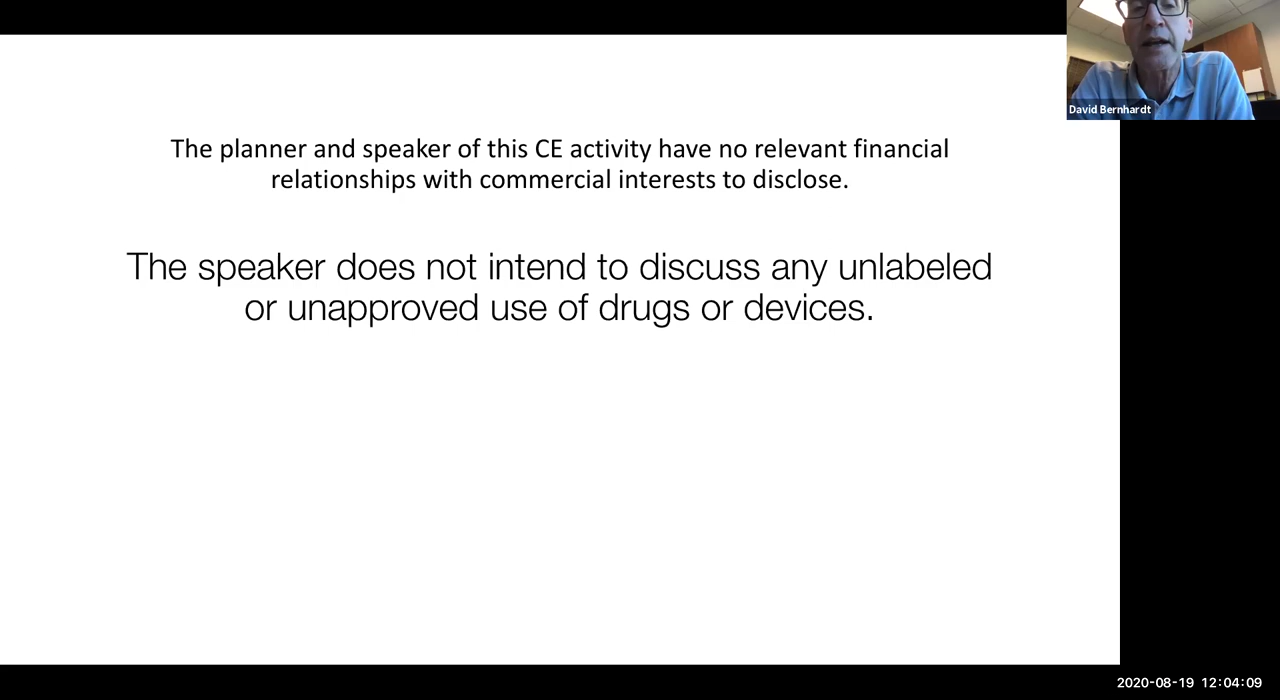 David Bernhardt
The planner and speaker of this CE activity have no relevant financial
relationships with commercial interests to disclose.
The speaker does not intend to discuss any unlabeled
or unapproved use of drugs or devices.
2020-08-19 12:04:09